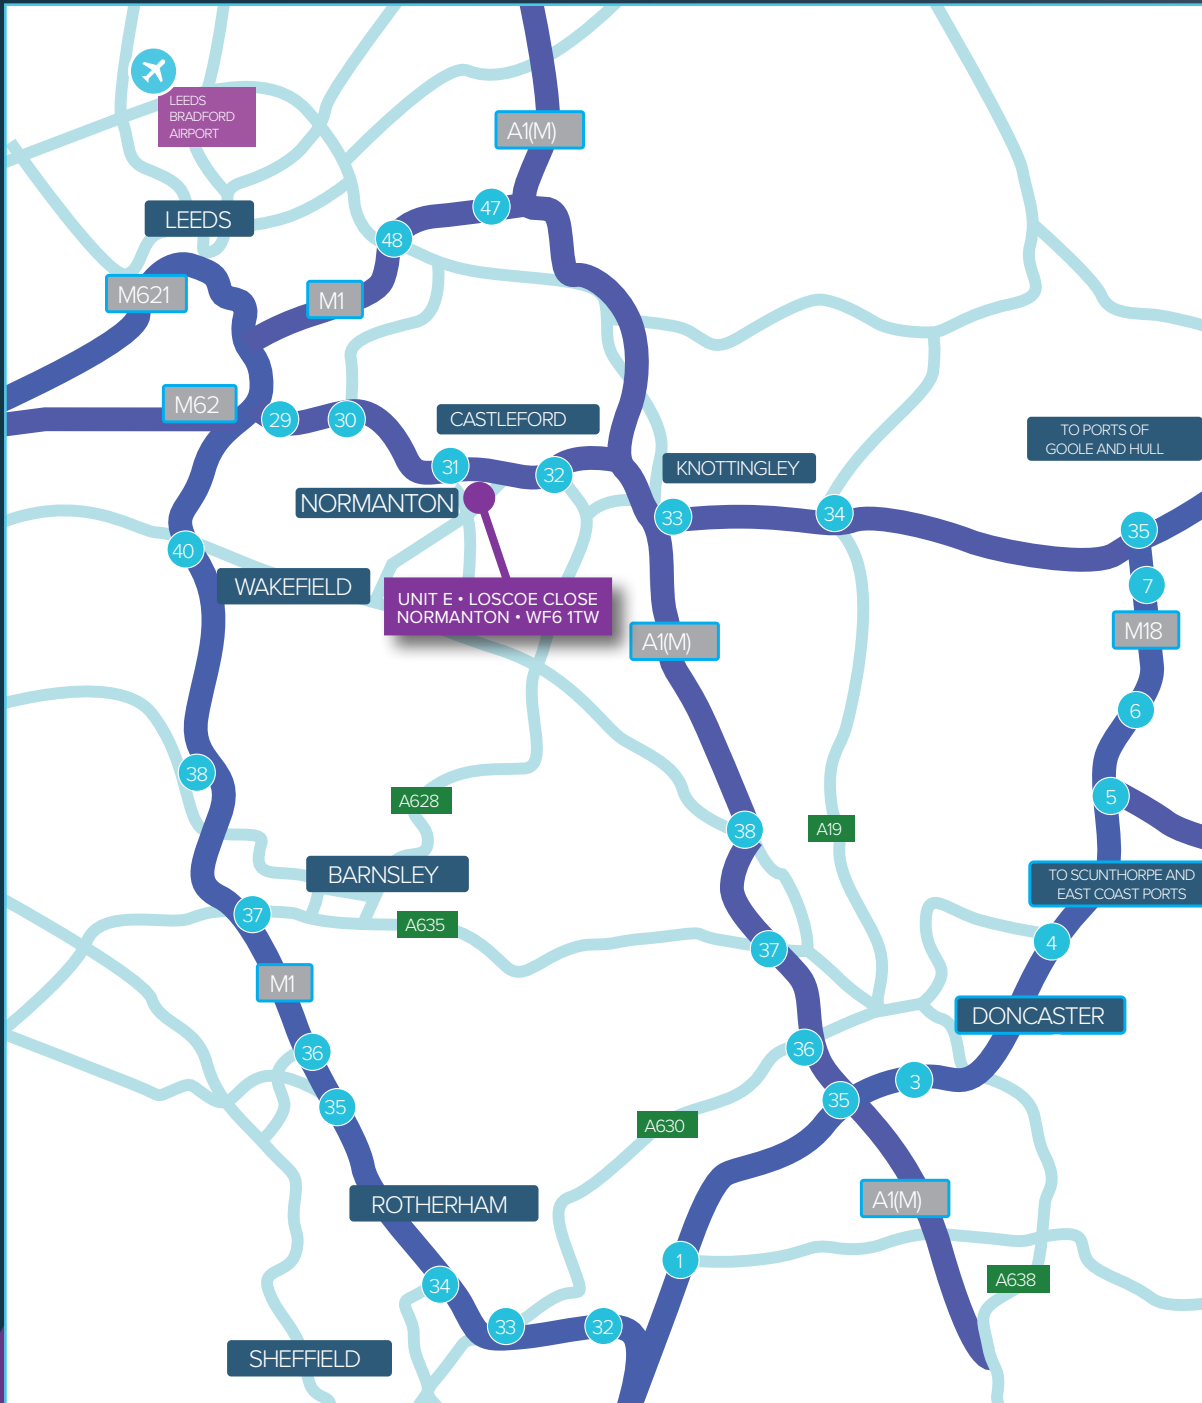 LEEDS
BRADFORD
AIRPORT
A1(M)
LEEDS
47
48
M621
M1
M62
29
30
CASTLEFORD
TO PORTS OF
GOOLE AND HULL
31
32
KNOTTINGLEY
NORMANTON
33
34
35
40
WAKEFIELD
7
UNIT E • LOSCOE CLOSE
NORMANTON • WF6 1TW
A1(M)
M18
6
38
A628
5
38
A19
BARNSLEY
TO SCUNTHORPE AND
EAST COAST PORTS
37
A635
37
4
M1
DONCASTER
36
36
3
35
35
A630
ROTHERHAM
A1(M)
1
34
A638
33
32
SHEFFIELD